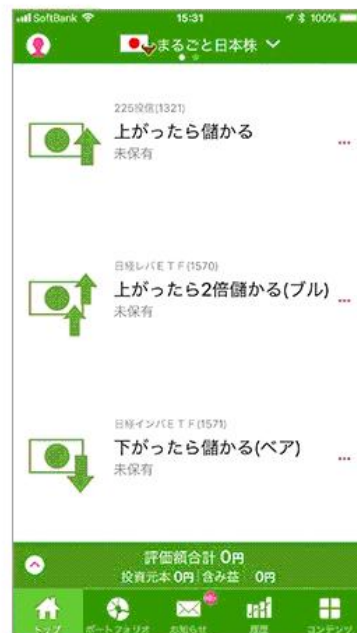 SoftBank 15:31 100%
まるごと日本株
225投信(1321)
上がったら儲かる
未保有
日経レバETF(1570)
上がったら2倍儲かる(ブル)
未保有
日経インバETF(1571)
下がったら儲かる(ベア)
未保有
評価額合計 0円
投資元本 0円 含み益 0円
トップ ポートフォリオ お知らせ 履歴 コンテンツ